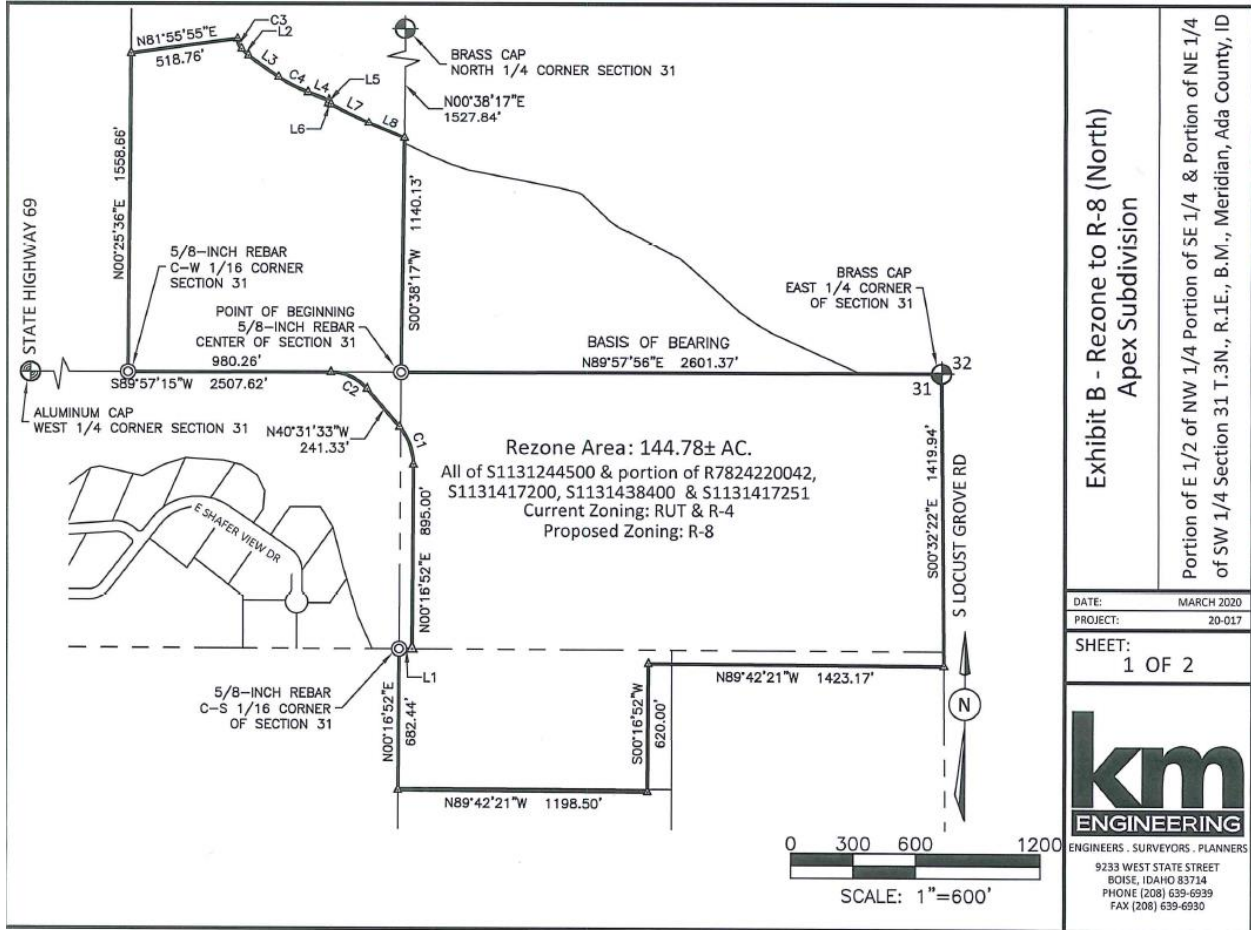 C3
N81°55'55"E
518.76'
L2
L3
C4
L4
L5
L6
L7
L8
BRASS CAP
NORTH 1/4 CORNER SECTION 31
N00°38'17"E
1527.84'
N00°25'36"E 1558.66'
S00°38'17"W 1140.13'
STATE HIGHWAY 69
5/8-INCH REBAR
C-W 1/16 CORNER
SECTION 31
POINT OF BEGINNING
5/8-INCH REBAR
CENTER OF SECTION 31
980.26'
S89°57'15"W 2507.62'
BASIS OF BEARING
N89°57'56"E 2601.37'
BRASS CAP
EAST 1/4 CORNER
OF SECTION 31
32
31
ALUMINUM CAP
WEST 1/4 CORNER SECTION 31
C2
N40°31'33"W
241.33'
C1
Rezone Area: 144.78± AC.
All of S1131244500 & portion of R7824220042,
S1131417200, S1131438400 & S1131417251
Current Zoning: RUT & R-4
Proposed Zoning: R-8
E SHAFER VIEW DR
N00°16'52"E 895.00'
S00°32'22"E 1419.94'
S LOCUST GROVE RD
L1
5/8-INCH REBAR
C-S 1/16 CORNER
OF SECTION 31
N00°16'52"E
682.44'
N89°42'21"W 1198.50'
S00°16'52"W
620.00'
N89°42'21"W 1423.17'
N
0 300 600 1200
SCALE: 1"=600'
Exhibit B - Rezone to R-8 (North)
Apex Subdivision
Portion of E 1/2 of NW 1/4 Portion of SE 1/4 & Portion of NE 1/4
of SW 1/4 Section 31 T.3N., R.1E., B.M., Meridian, Ada County, ID
DATE: MARCH 2020
PROJECT: 20-017
SHEET:
1 OF 2
km
ENGINEERING
ENGINEERS . SURVEYORS . PLANNERS
9233 WEST STATE STREET
BOISE, IDAHO 83714
PHONE (208) 639-6939
FAX (208) 639-6930